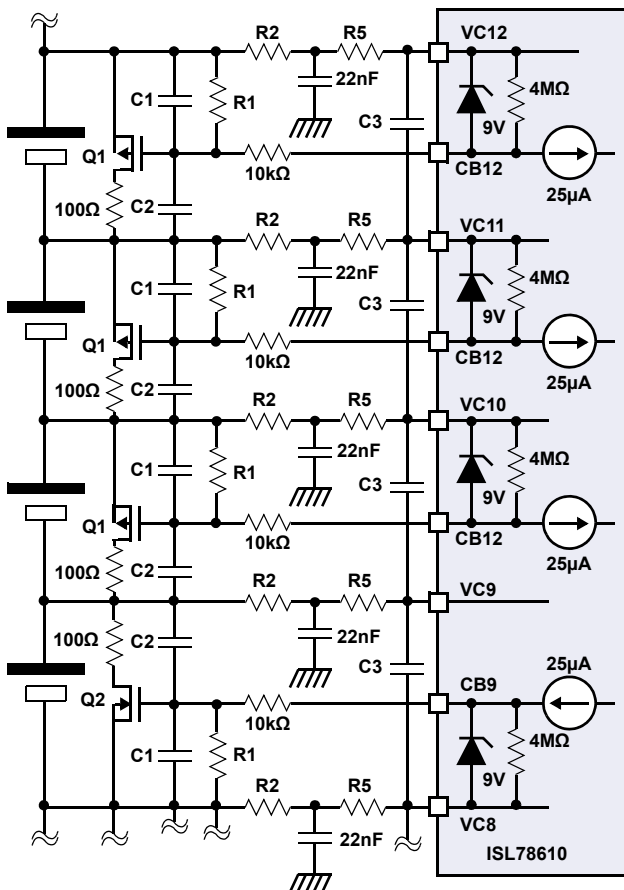 R2 R5 VC12
C1 R1 22nF 4MΩ
C3 9V
Q1 10kΩ CB12
100Ω C2 25µA
R2 R5 VC11
C1 R1 22nF 4MΩ
C3 9V
Q1 10kΩ CB12
100Ω C2 25µA
R2 R5 VC10
C1 R1 22nF 4MΩ
C3 9V
Q1 10kΩ CB12
100Ω C2 25µA
R2 R5 VC9
100Ω C2 22nF
C3 25µA
Q2 CB9
10kΩ
C1 R1 4MΩ
R2 R5 9V
22nF VC8
ISL78610